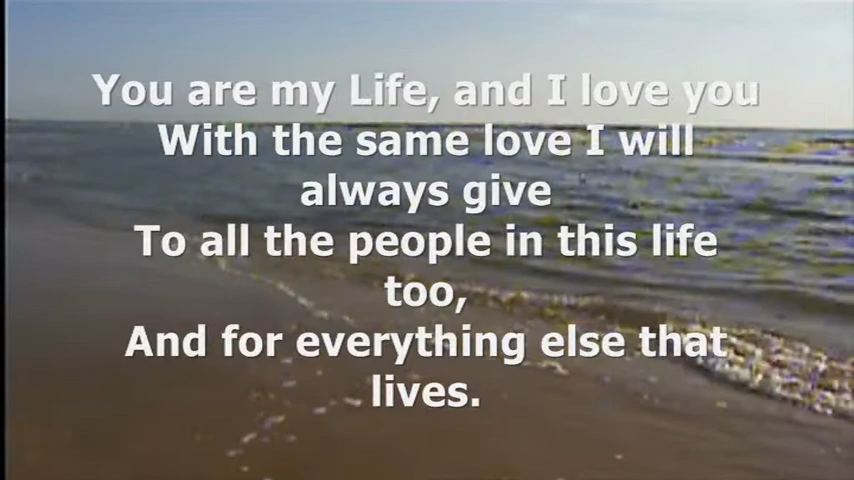 You are my Life, and I love you
With the same love I will
always give
To all the people in this life
too,
And for everything else that
lives.